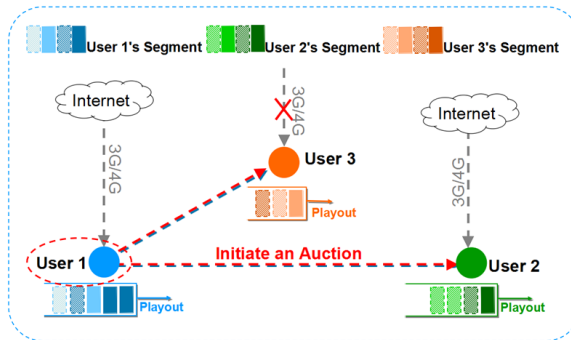 User 1's Segment User 2's Segment User 3's Segment
Internet
3G/4G
3G/4G
Internet
3G/4G
User 3
Playout
User 1
Initiate an Auction
User 2
Playout
Playout